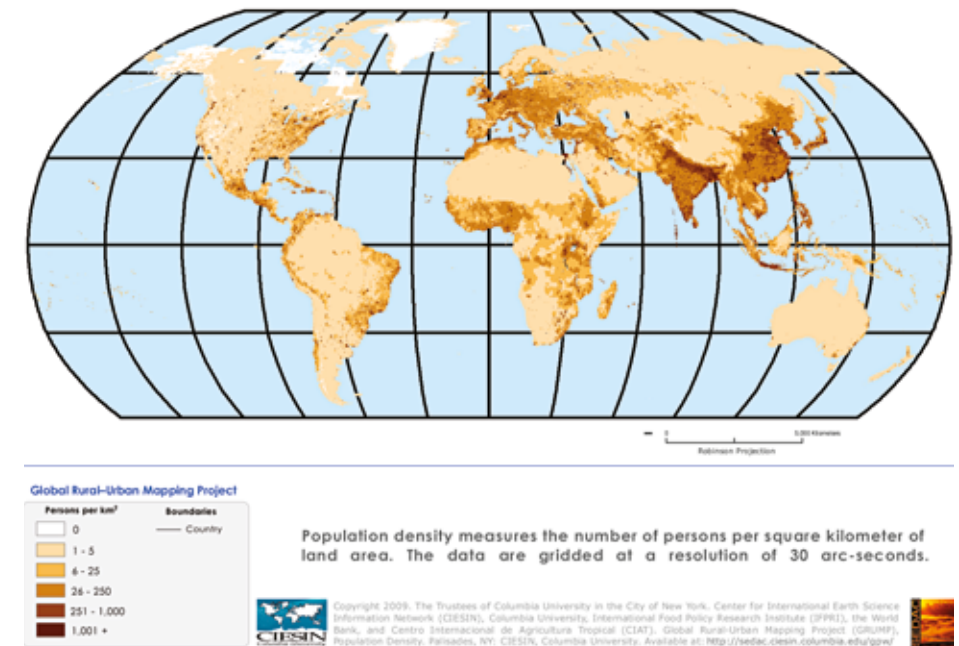 0 5,000 Kilometers
Robinson Projection
Global Rural–Urban Mapping Project
Persons per km²
0
1 - 5
6 - 25
26 - 250
251 - 1,000
1,001 +
Boundaries
Country
Population density measures the number of persons per square kilometer of
land area. The data are gridded at a resolution of 30 arc-seconds.
CIESIN
Copyright 2009. The Trustees of Columbia University in the City of New York. Center for International Earth Science
Information Network (CIESIN), Columbia University, International Food Policy Research Institute (IFPRI), the World
Bank, and Centro Internacional de Agricultura Tropical (CIAT). Global Rural-Urban Mapping Project (GRUMP),
Population Density. Palisades, NY: CIESIN, Columbia University. Available at: http://sedac.ciesin.columbia.edu/gpw/
SEDAC